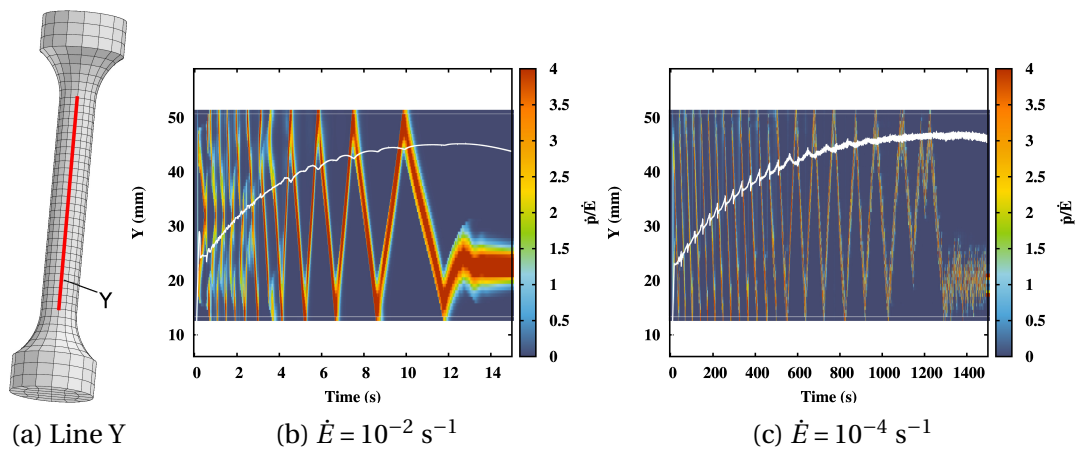 Y
Y (mm)
50
40
30
20
10
0 2 4 6 8 10 12 14
Time (s)
4
3.5
3
2.5
2
1.5
1
0.5
0
ṗ/Ė
Y (mm)
50
40
30
20
10
0 200 400 600 800 1000 1200 1400
Time (s)
4
3.5
3
2.5
2
1.5
1
0.5
0
ṗ/Ė
(a) Line Y
(b) Ė = 10⁻² s⁻¹
(c) Ė = 10⁻⁴ s⁻¹